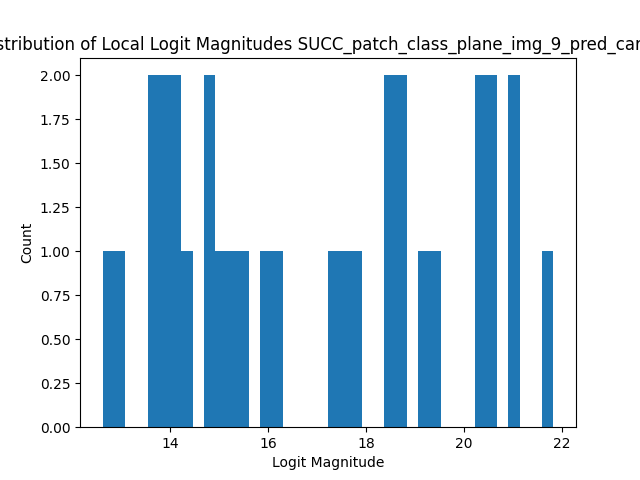 stribution of Local Logit Magnitudes SUCC_patch_class_plane_img_9_pred_car
2.00
1.75
1.50
1.25
1.00
0.75
0.50
0.25
0.00
Count
14 16 18 20 22
Logit Magnitude